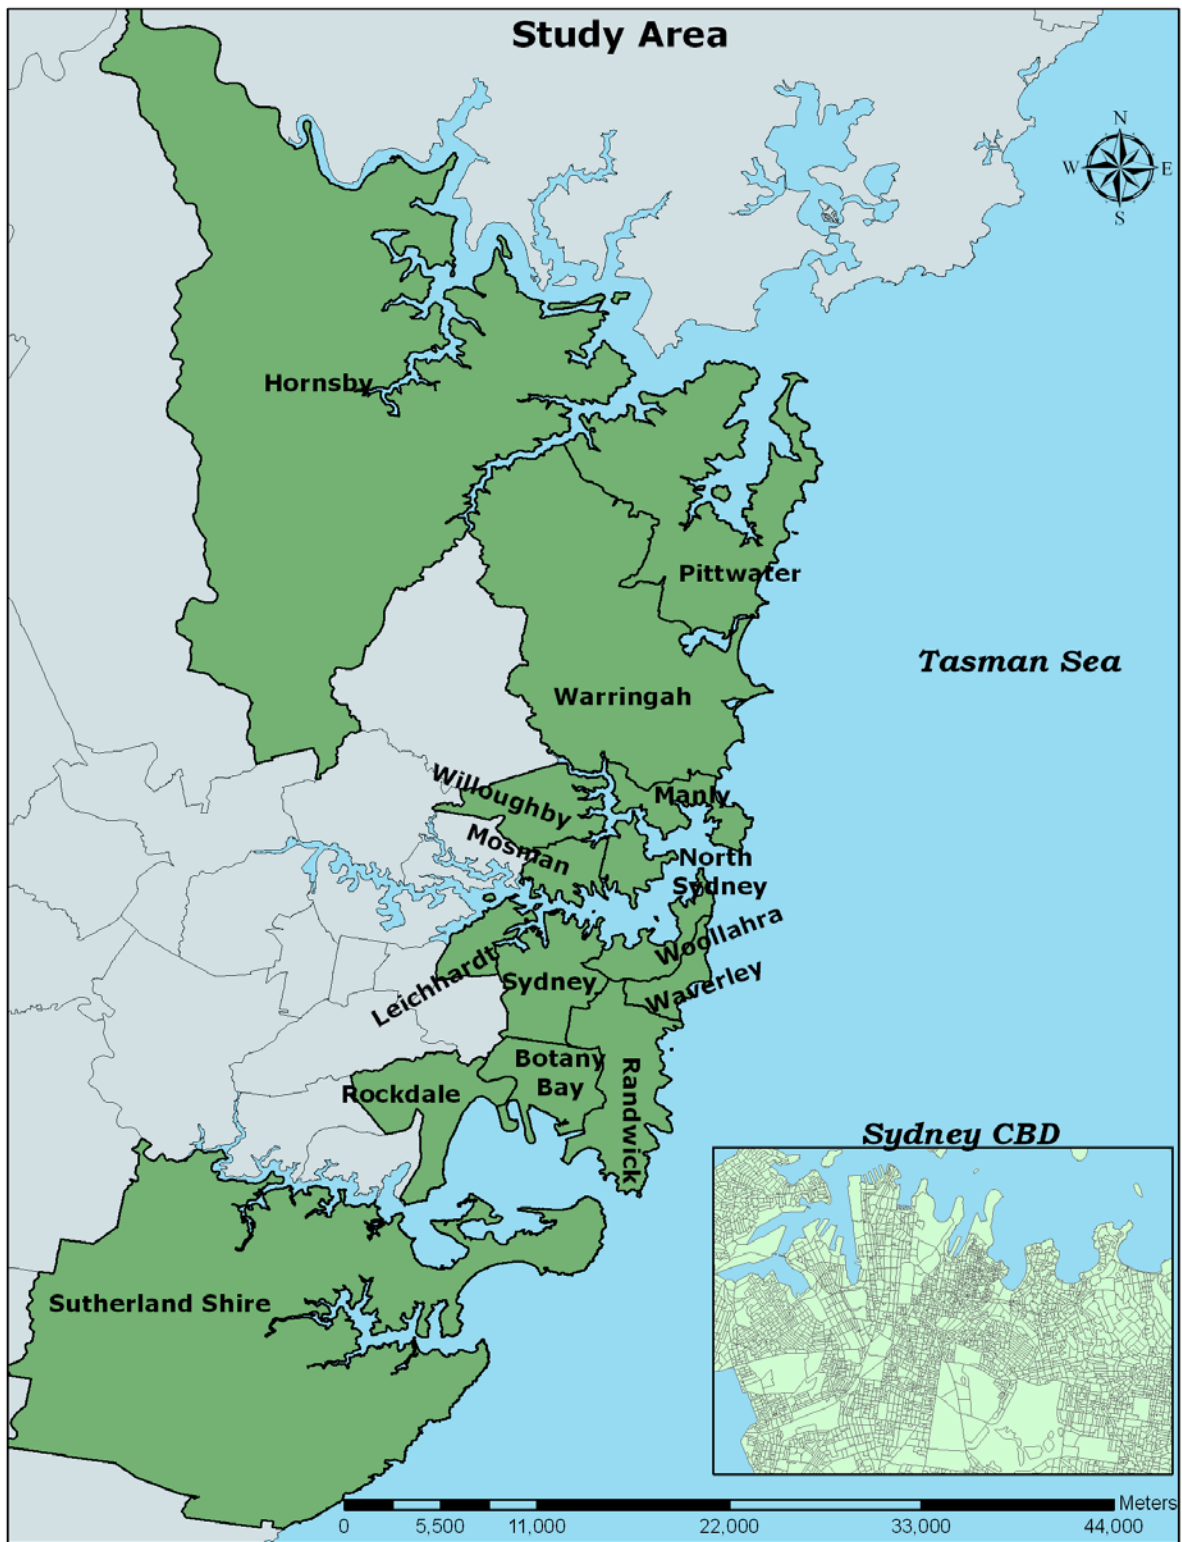 Study Area
N
W
E
S
Hornsby
Pittwater
Tasman Sea
Warringah
Willoughby
Manly
Mosman
North
Sydney
Woollahra
Leichhardt
Sydney
Waverley
Botany
Bay
Randwick
Rockdale
Sydney CBD
Sutherland Shire
Meters
0
5,500
11,000
22,000
33,000
44,000